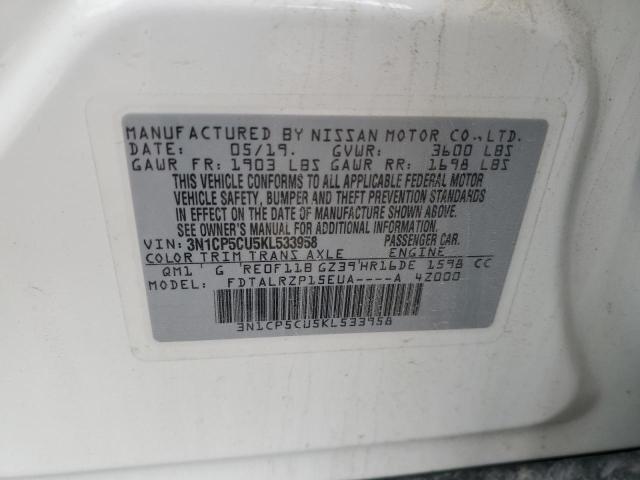 MANUFACTURED BY NISSAN MOTOR CO.,LTD.
DATE: 05/19. GVWR: 3600 LBS
GAWR FR: 1903 LBS GAWR RR: 1698 LBS
THIS VEHICLE CONFORMS TO ALL APPLICABLE FEDERAL MOTOR
VEHICLE SAFETY, BUMPER AND THEFT PREVENTION STANDARDS
IN EFFECT ON THE DATE OF MANUFACTURE SHOWN ABOVE.
SEE OWNER'S MANUAL FOR ADDITIONAL INFORMATION.
VIN: 3N1CP5CU5KL533958 PASSENGER CAR.
COLOR TRIM TRANS AXLE ENGINE
QM1 G RE0F11B GZ39 HR16DE 1598 CC
MODEL: FDTALRZP15EUA----A 4Z000
3N1CP5CU5KL533958